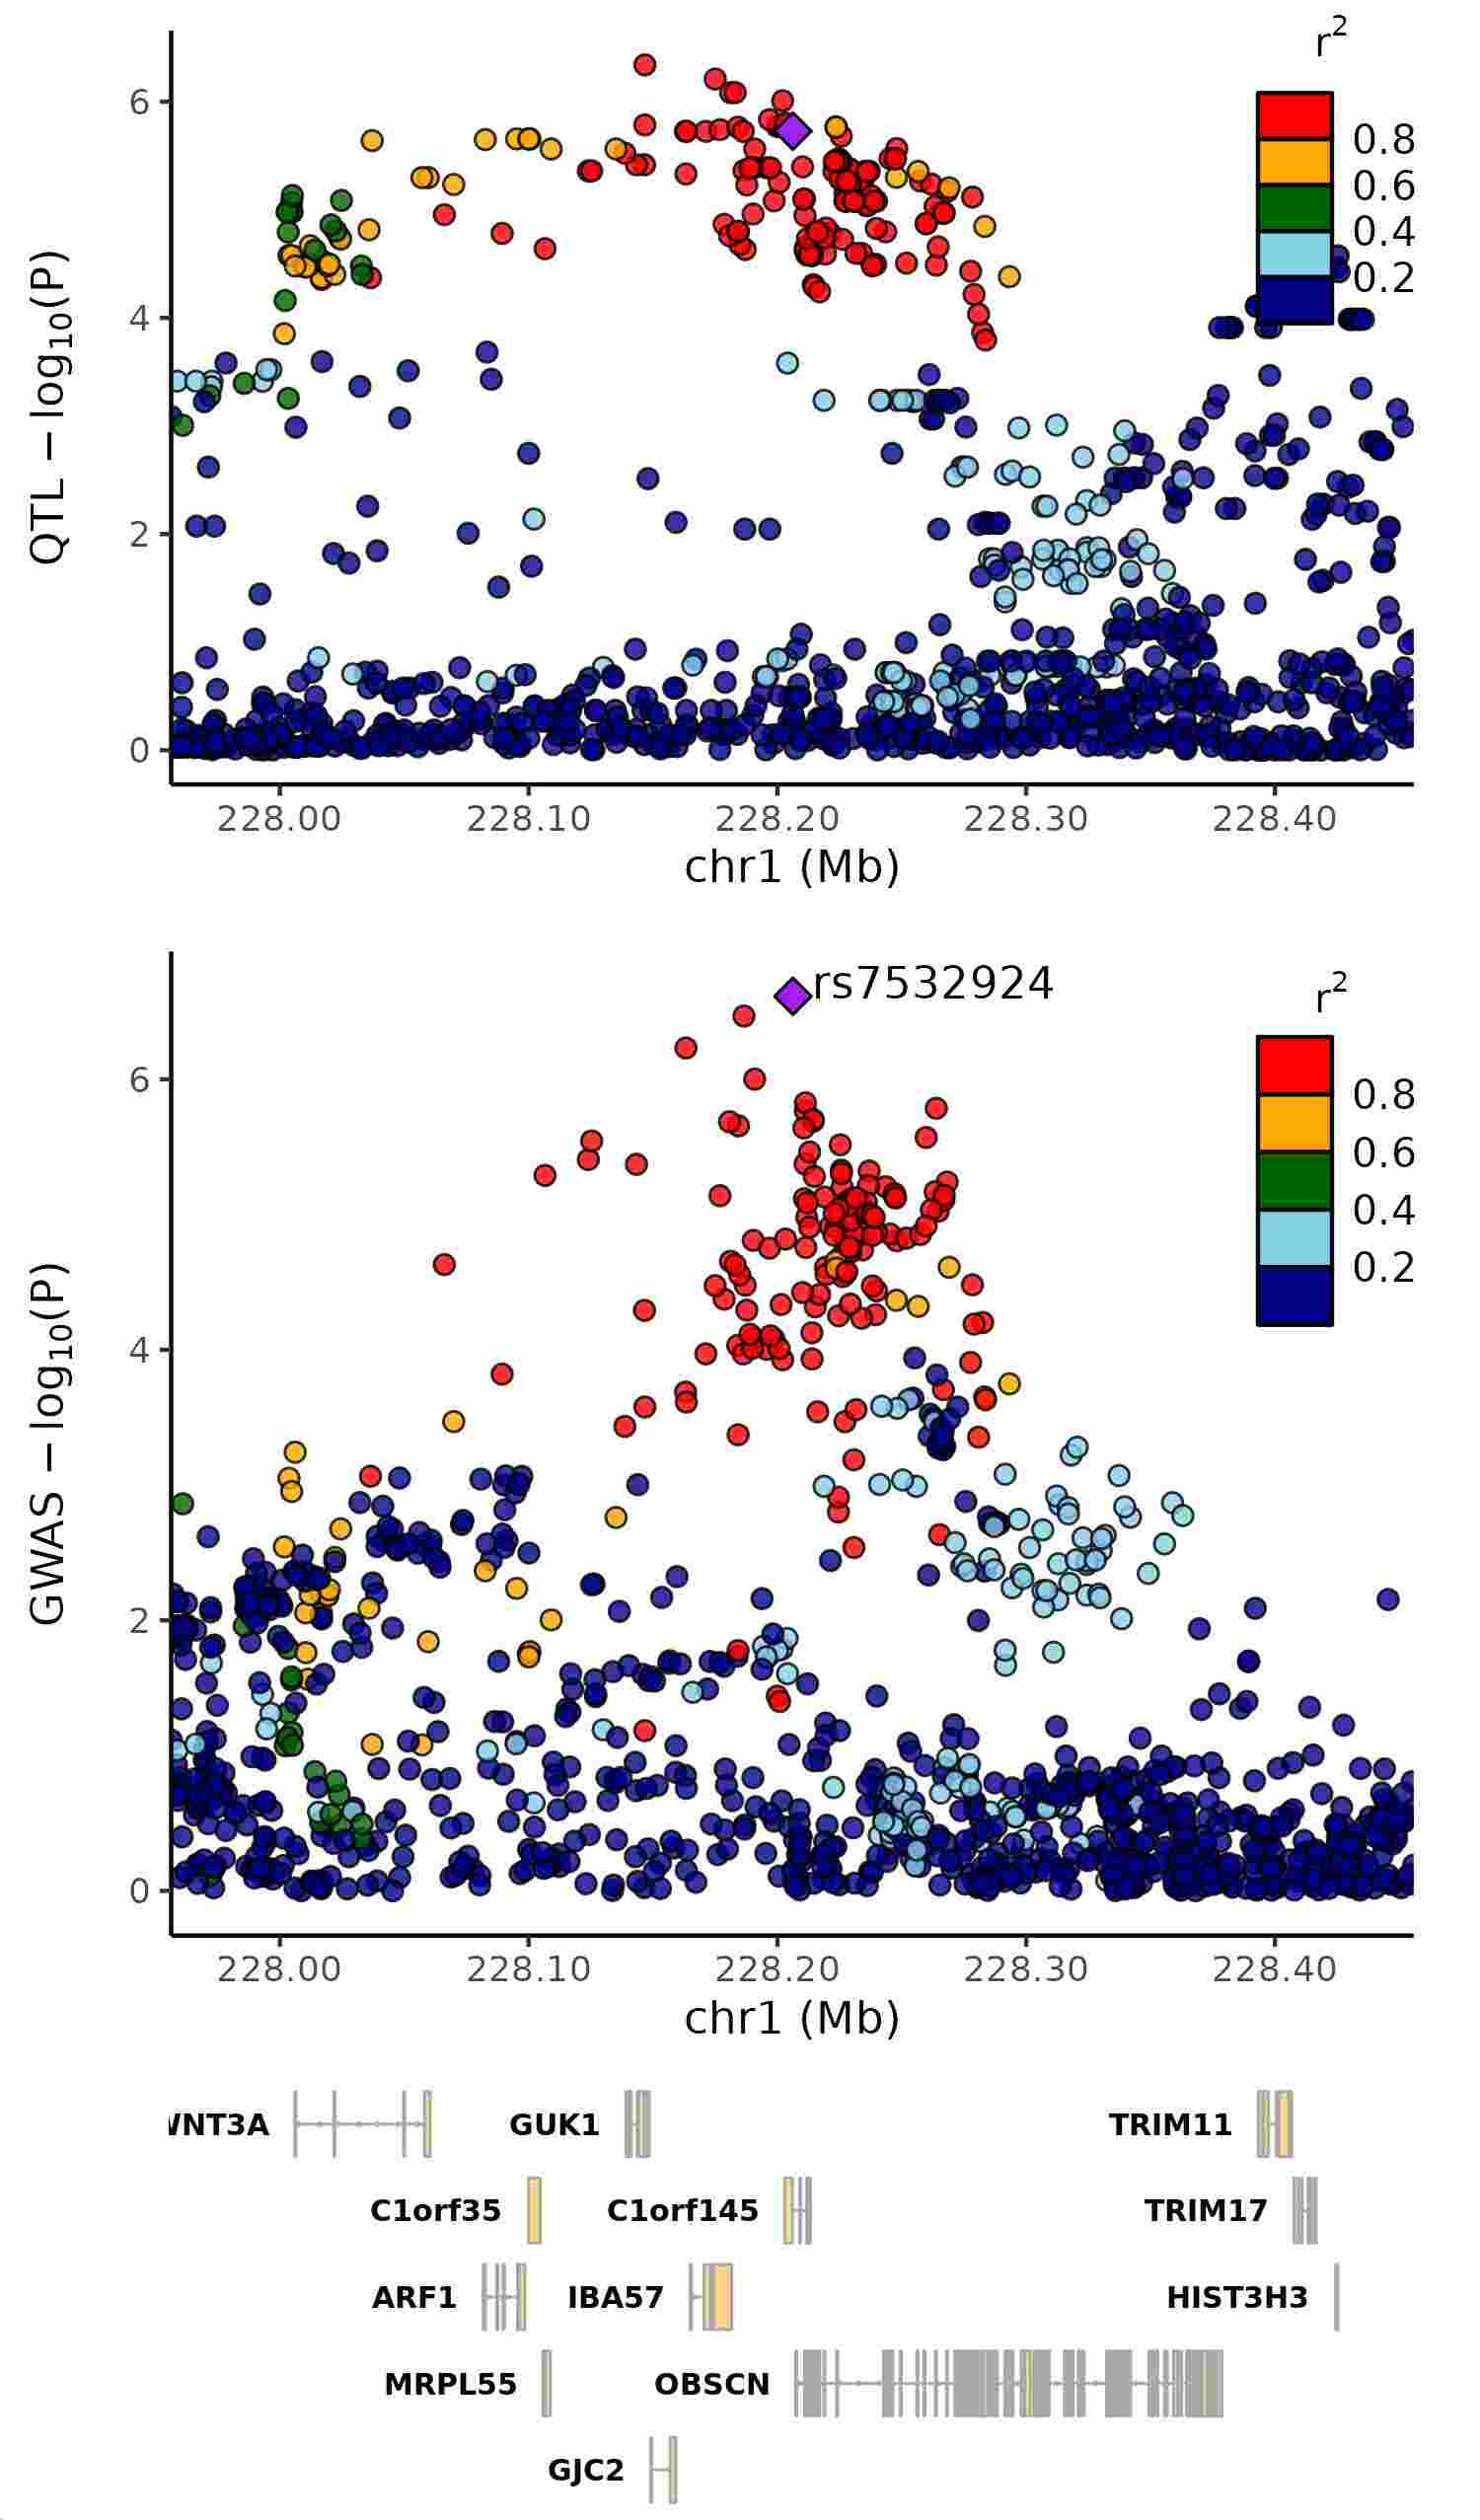 r²
0.8
0.6
0.4
0.2
6
4
2
0
QTL − log₁₀(P)
228.00 228.10 228.20 228.30 228.40
chr1 (Mb)
rs7532924
r²
0.8
0.6
0.4
0.2
6
4
2
0
GWAS − log₁₀(P)
228.00 228.10 228.20 228.30 228.40
chr1 (Mb)
WNT3A GUK1 TRIM11
C1orf35 C1orf145 TRIM17
ARF1 IBA57 HIST3H3
MRPL55 OBSCN
GJC2